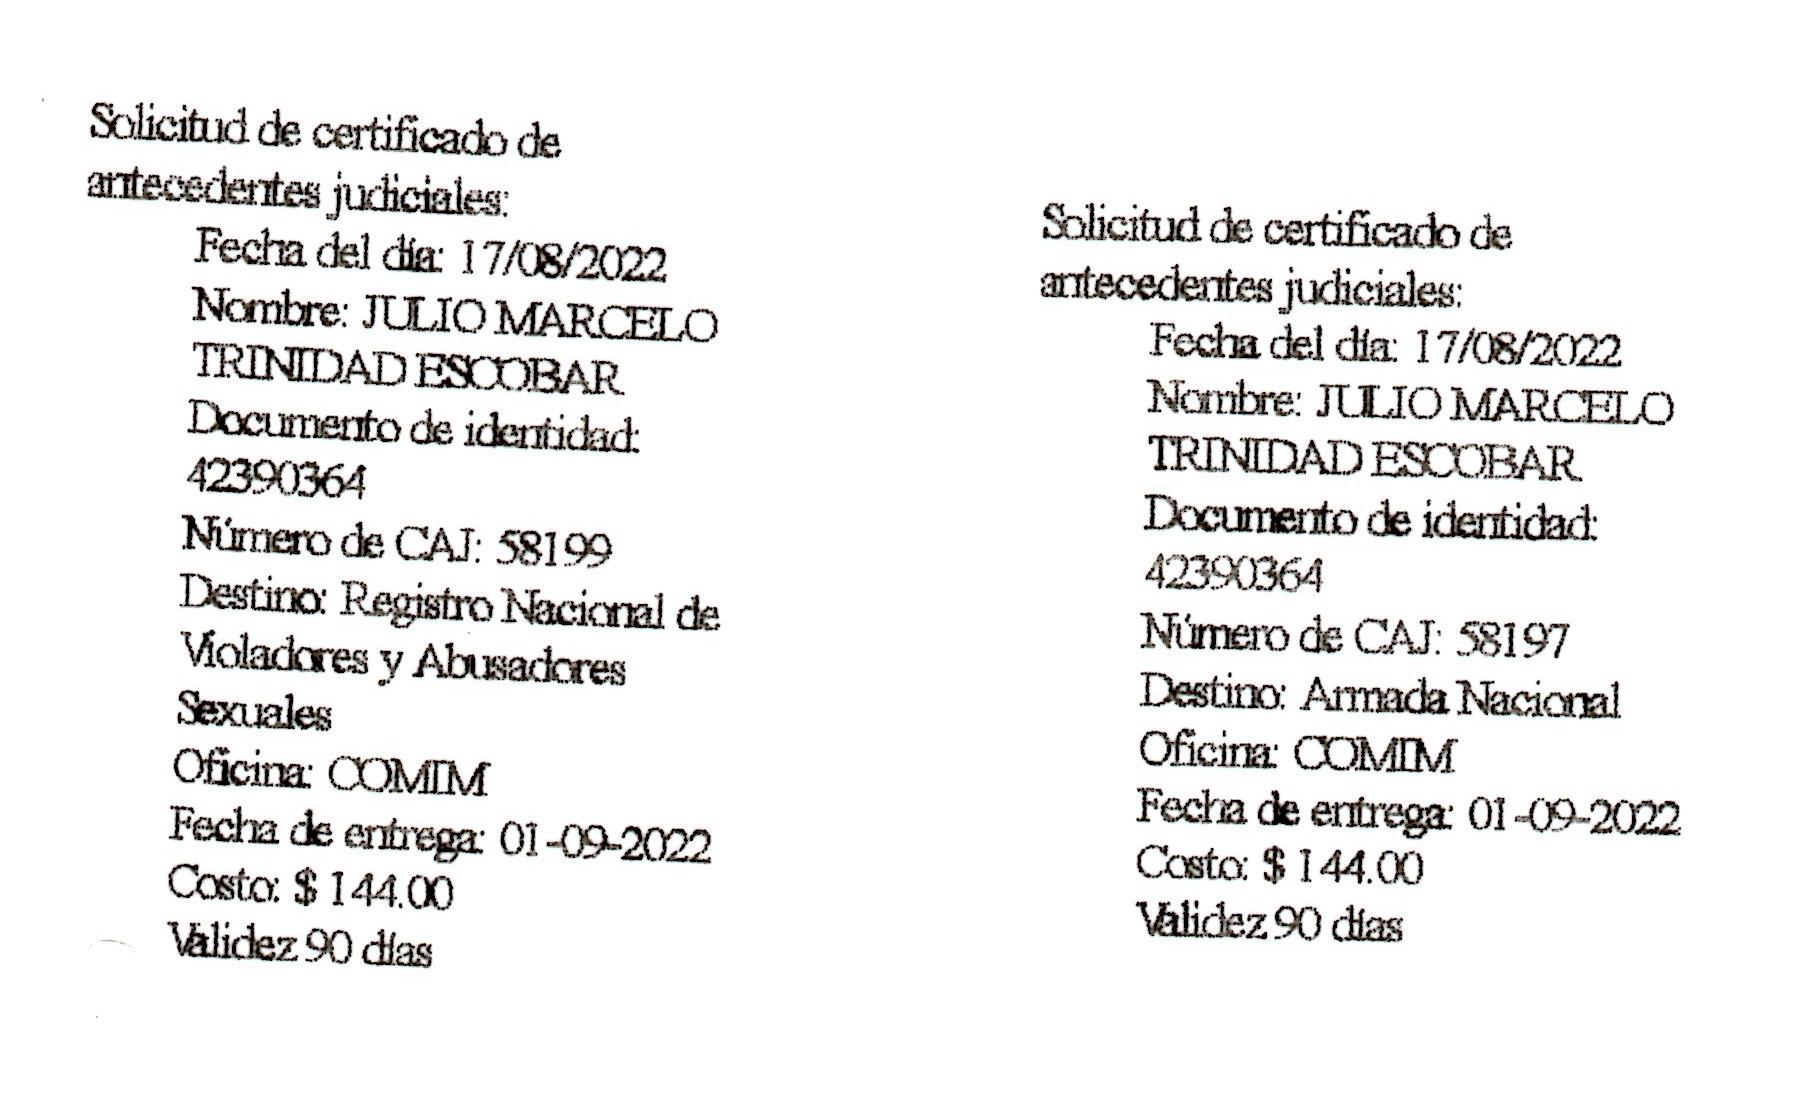 Solicitud de certificado de
antecedentes judiciales:
Fecha del día: 17/08/2022
Nombre: JULIO MARCELO
TRINIDAD ESCOBAR
Documento de identidad:
42390364
Número de CAJ: 58199
Destino: Registro Nacional de
Violadores y Abusadores
Sexuales
Oficina: COMIM
Fecha de entrega: 01-09-2022
Costo: $ 144.00
Validez 90 días
Solicitud de certificado de
antecedentes judiciales:
Fecha del día: 17/08/2022
Nombre: JULIO MARCELO
TRINIDAD ESCOBAR
Documento de identidad:
42390364
Número de CAJ: 58197
Destino: Armada Nacional
Oficina: COMIM
Fecha de entrega: 01-09-2022
Costo: $ 144.00
Validez 90 días